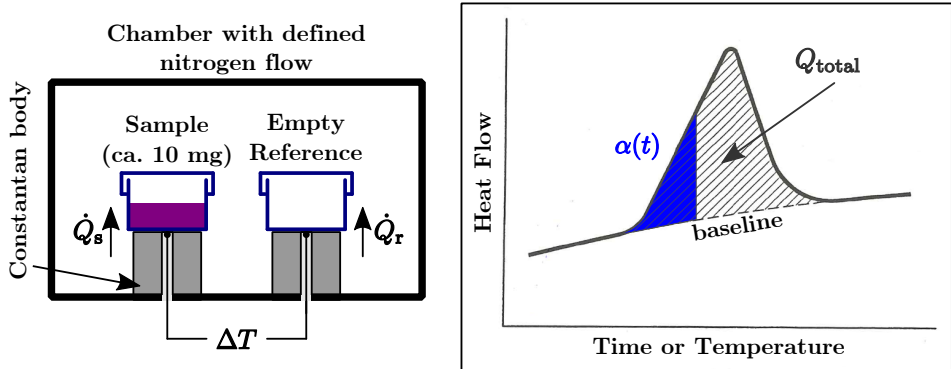 Chamber with defined
nitrogen flow
Constantan body
Sample
(ca. 10 mg)
Empty
Reference
Q̇ₛ
Q̇ᵣ
ΔT
Heat Flow
α(t)
Q_total
baseline
Time or Temperature